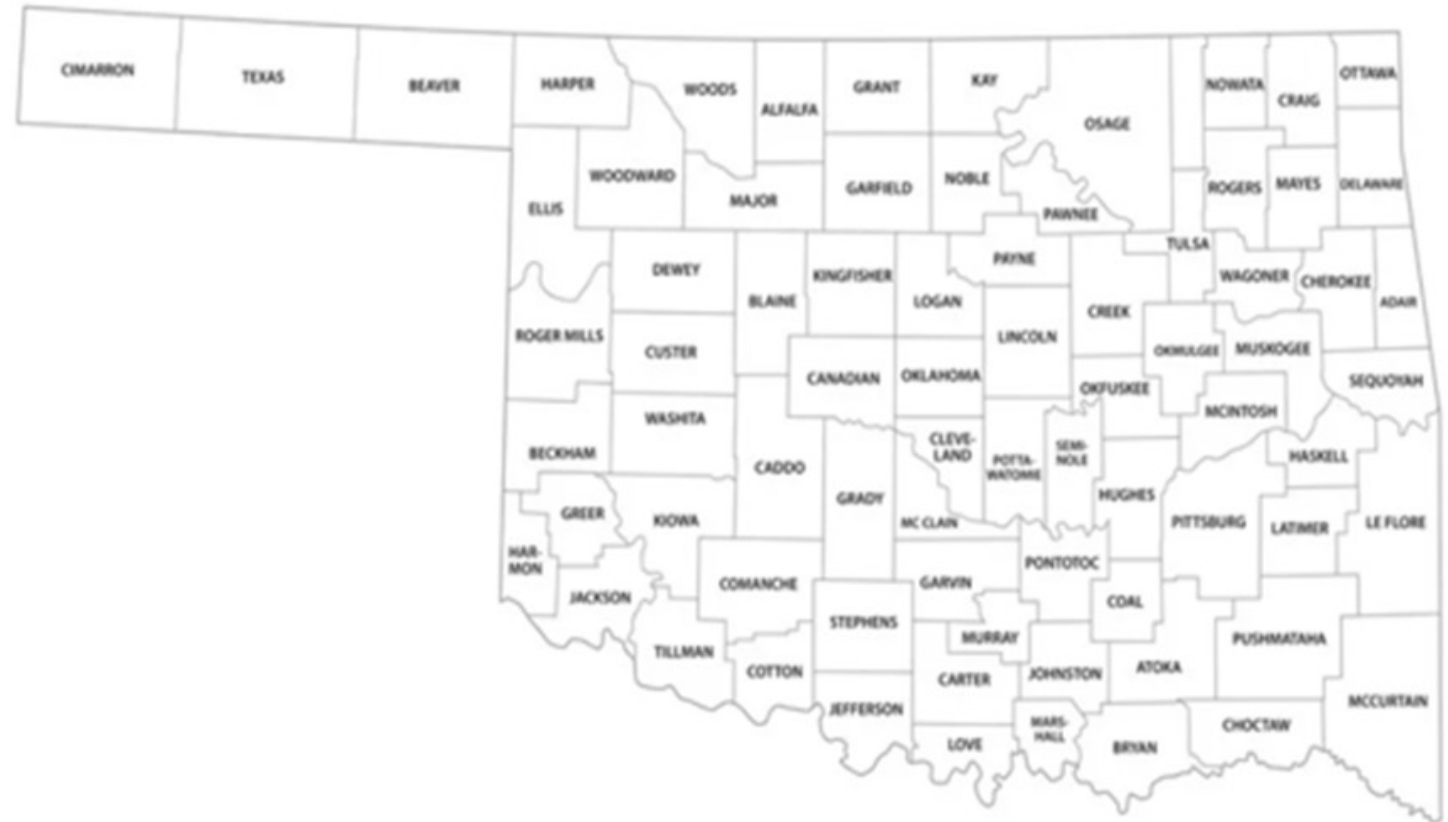 CIMARRON
TEXAS
BEAVER
HARPER
WOODS
ALFALFA
GRANT
KAY
OSAGE
NOWATA
CRAIG
OTTAWA
WOODWARD
ELLIS
MAJOR
GARFIELD
NOBLE
PAWNEE
ROGERS
MAYES
DELAWARE
DEWEY
BLAINE
KINGFISHER
LOGAN
PAYNE
TULSA
WAGONER
CHEROKEE
ADAIR
ROGER MILLS
CUSTER
CANADIAN
OKLAHOMA
LINCOLN
CREEK
OKMULGEE
MUSKOGEE
SEQUOYAH
OKFUSKEE
MCINTOSH
BECKHAM
WASHITA
CADDO
GRADY
CLEVE-
LAND
POTTA-
WATOMIE
SEMI-
NOLE
HUGHES
HASKELL
GREER
KIOWA
MC CLAIN
PITTSBURG
LATIMER
LE FLORE
HAR-
MON
JACKSON
COMANCHE
GARVIN
PONTOTOC
COAL
TILLMAN
COTTON
STEPHENS
MURRAY
JOHNSTON
ATOKA
PUSHMATAHA
CARTER
JEFFERSON
LOVE
MARS-
HALL
BRYAN
CHOCTAW
MCCURTAIN